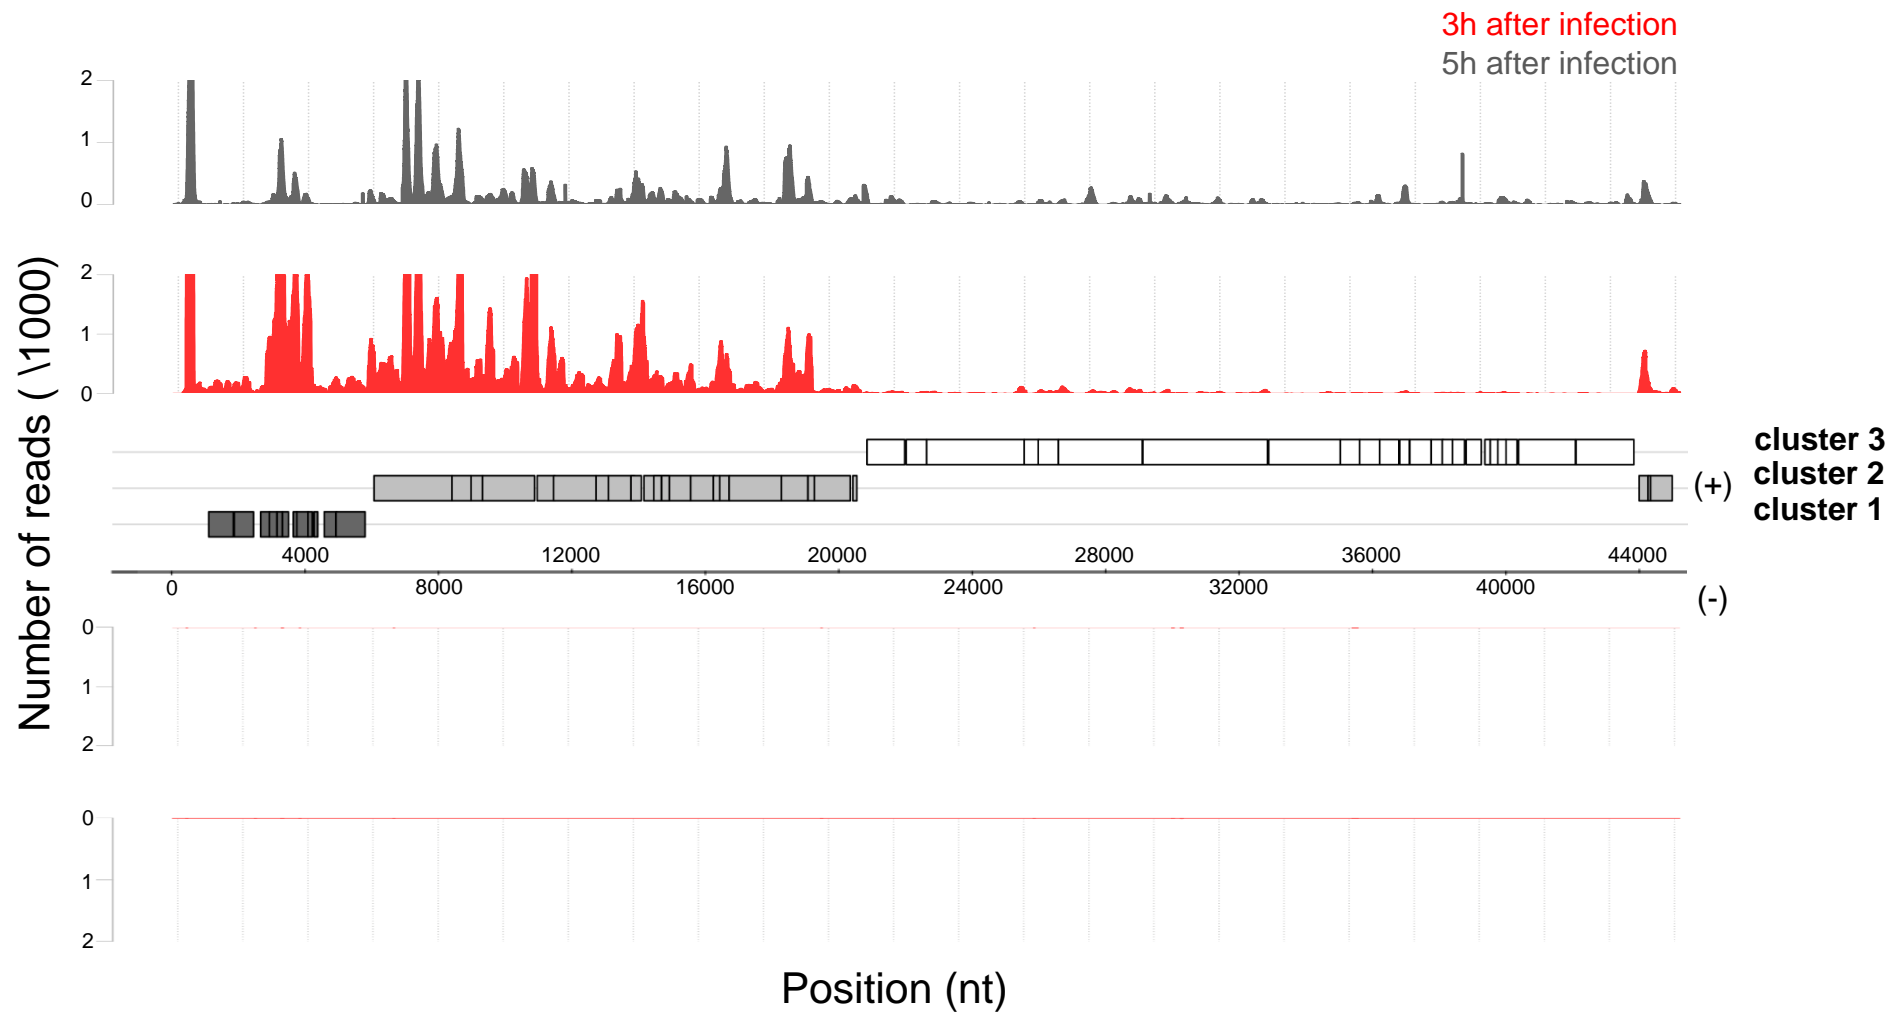 3h after infection
5h after infection
2
1
0
2
1
0
Number of reads ( \1000)
cluster 3
cluster 2
(+)
cluster 1
4000 12000 20000 28000 36000 44000
0 8000 16000 24000 32000 40000
(-)
0
1
2
0
1
2
Position (nt)